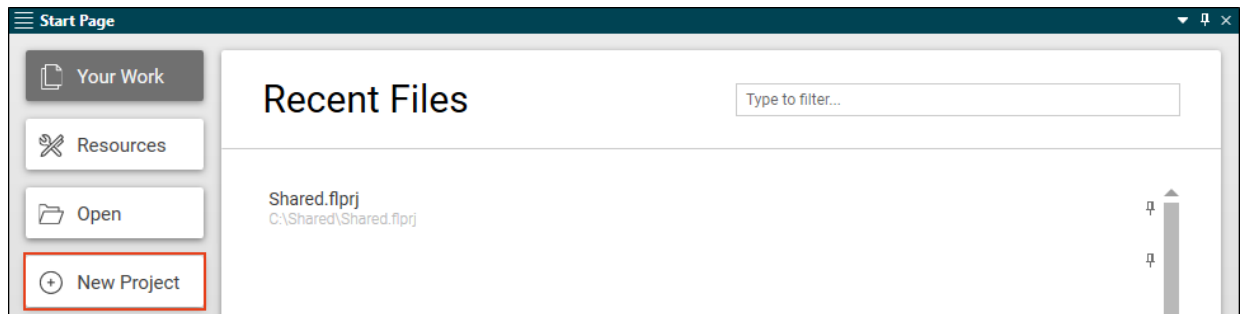 Start Page
Your Work
Resources
Open
New Project
Recent Files
Type to filter...
Shared.flprj
C:\Shared\Shared.flprj